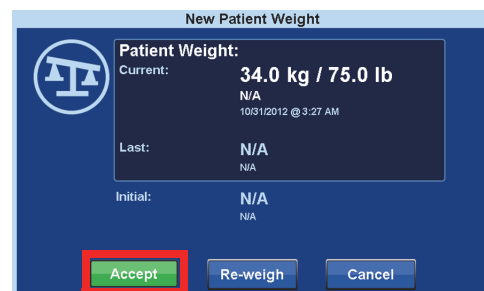 New Patient Weight
Patient Weight:
Current: 34.0 kg / 75.0 lb
N/A
10/31/2012 @ 3:27 AM
Last: N/A
N/A
Initial: N/A
N/A
Accept Re-weigh Cancel